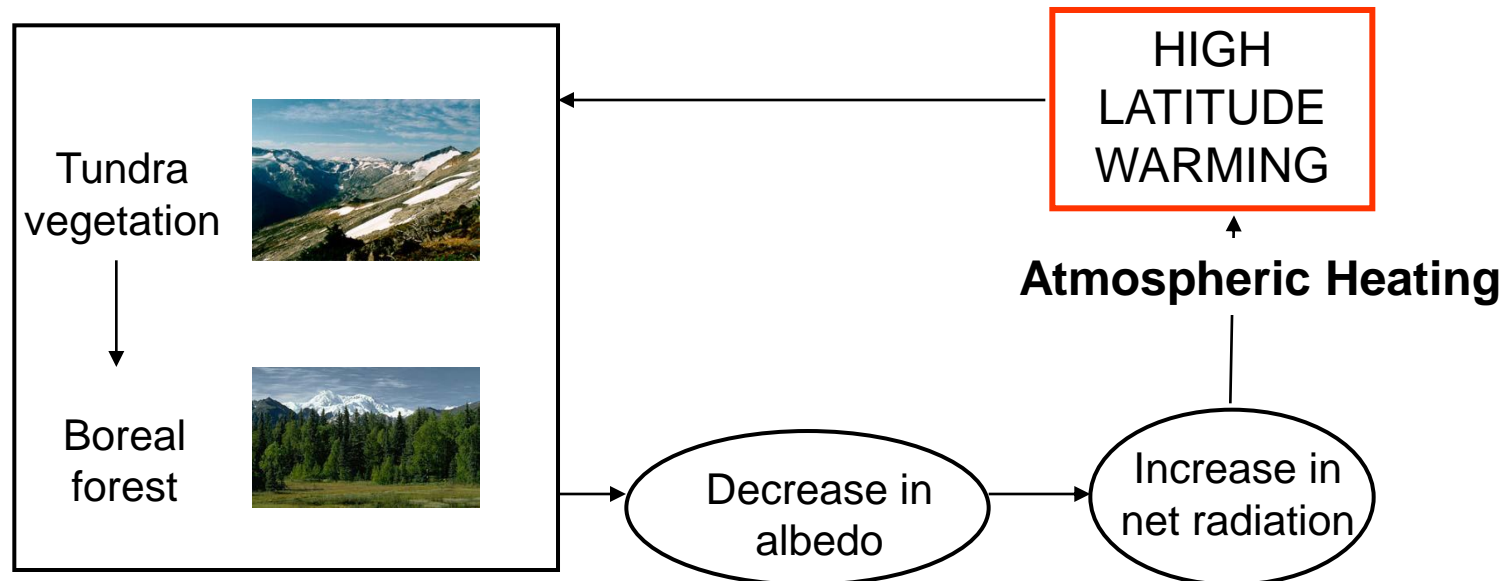 HIGH
LATITUDE
WARMING
Tundra
vegetation
Atmospheric Heating
Boreal
forest
Decrease in
albedo
Increase in
net radiation